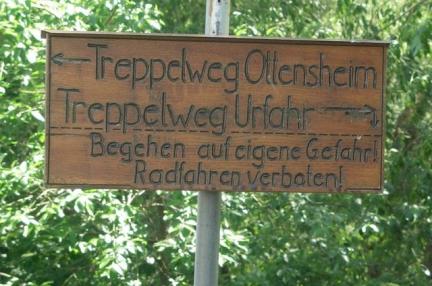 ← Treppelweg Ottensheim
Treppelweg Urfahr →
Begehen auf eigene Gefahr!
Radfahren verboten!